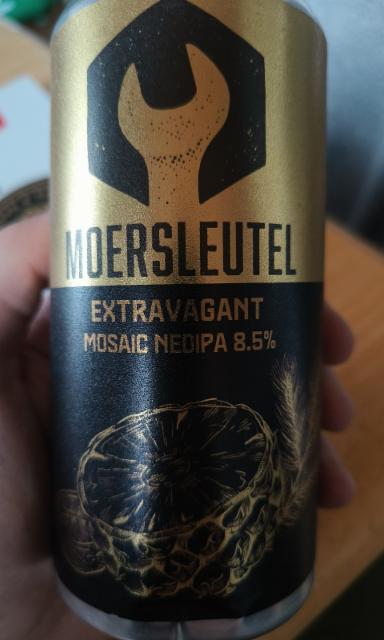 MOERSLEUTEL
EXTRAVAGANT
MOSAIC NEDIPA 8.5%